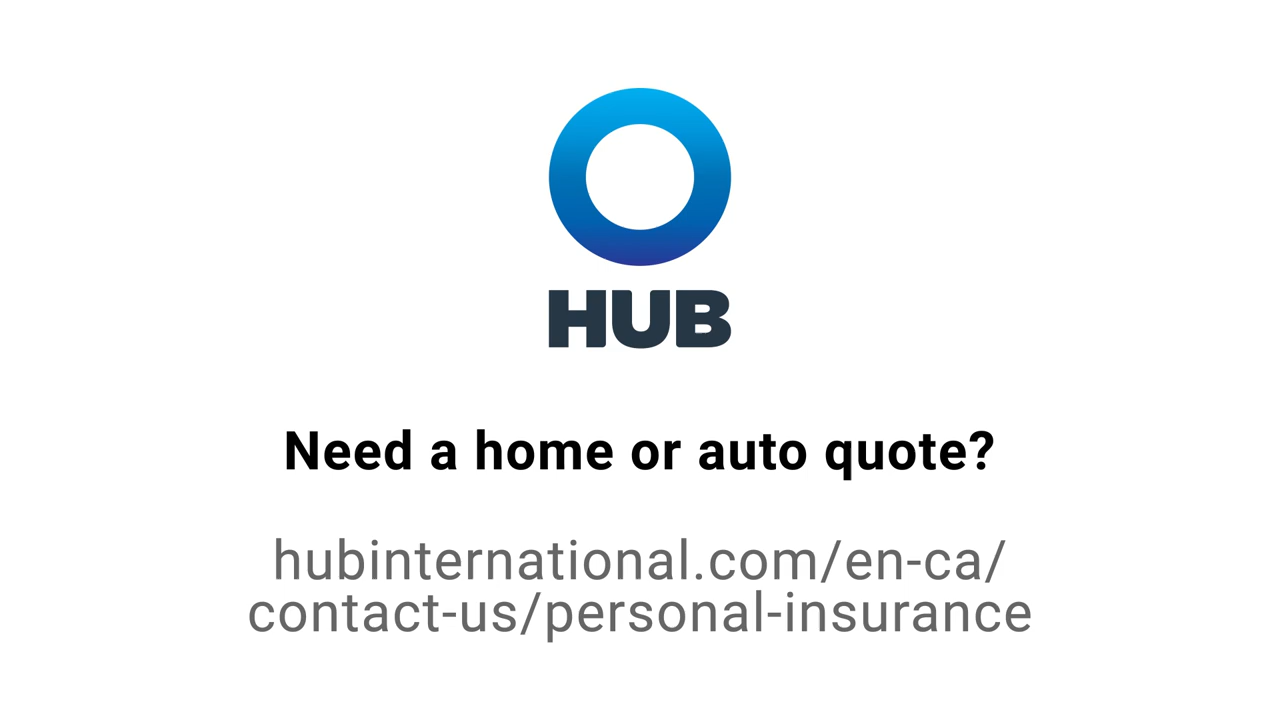 HUB
Need a home or auto quote?
hubinternational.com/en-ca/
contact-us/personal-insurance